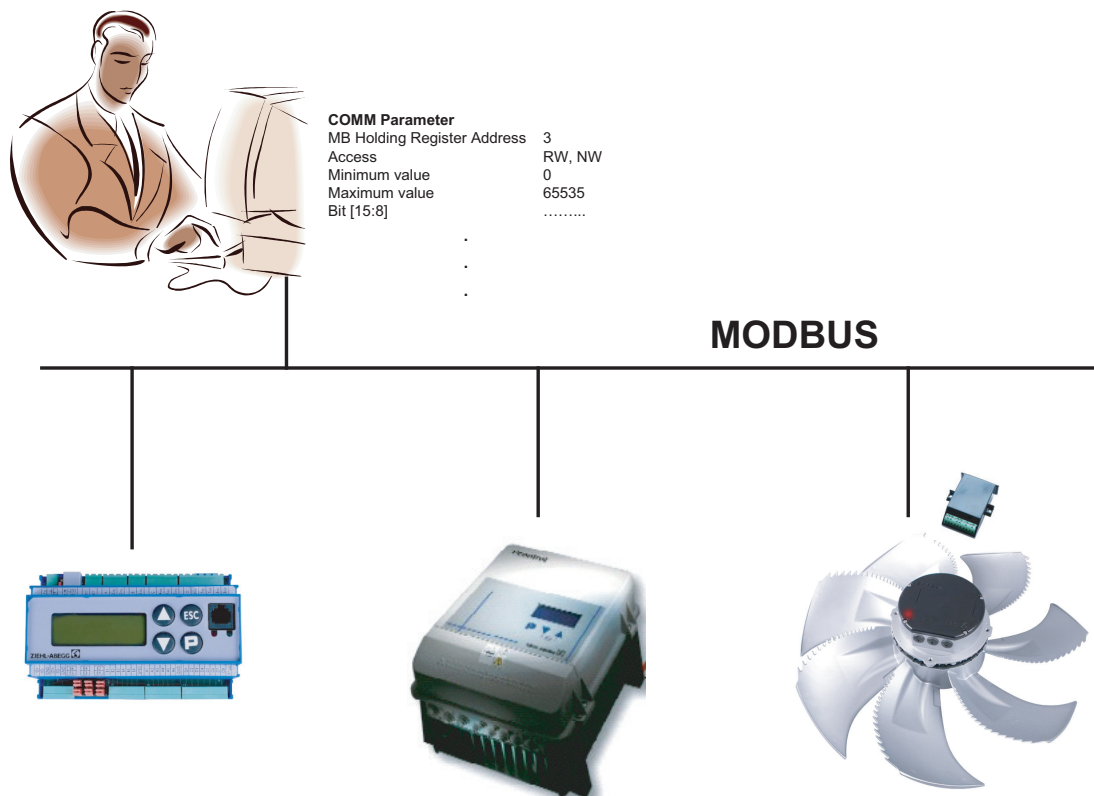 COMM Parameter
MB Holding Register Address 3
Access RW, NW
Minimum value 0
Maximum value 65535
Bit [15:8] ……...
.
.
.
MODBUS
ESC
P
ZIEHL-ABEGG
P